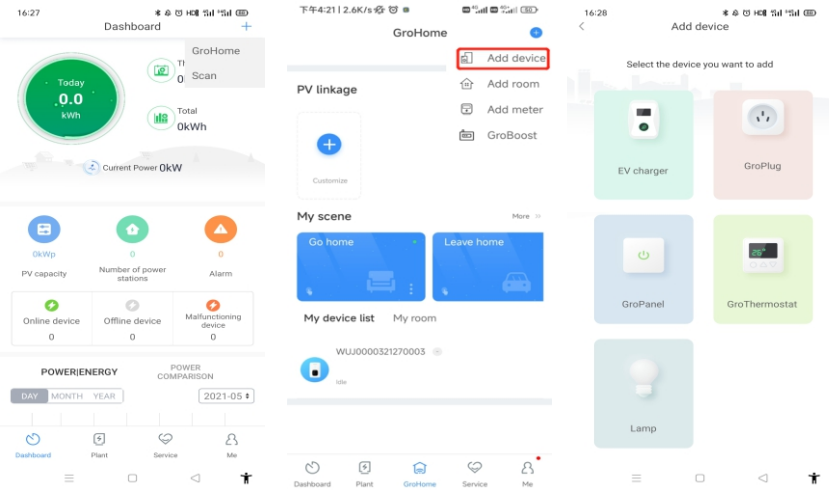 16:27
Dashboard
+
GroHome
Scan
Today
0.0
kWh
Th
0
Total
0kWh
Current Power 0kW
0kWp
0
0
PV capacity
Number of power
stations
Alarm
Online device
Offline device
Malfunctioning
device
0
0
0
POWER|ENERGY
POWER
COMPARISON
DAY MONTH YEAR
2021-05
Dashboard
Plant
Service
Me
下午4:21 | 2.6K/s
GroHome
Add device
Add room
Add meter
GroBoost
PV linkage
Customize
My scene
More
Go home
Leave home
My device list
My room
WUJ0000321270003
Idle
Dashboard
Plant
GroHome
Service
Me
16:28
Add device
Select the device you want to add
EV charger
GroPlug
GroPanel
GroThermostat
Lamp